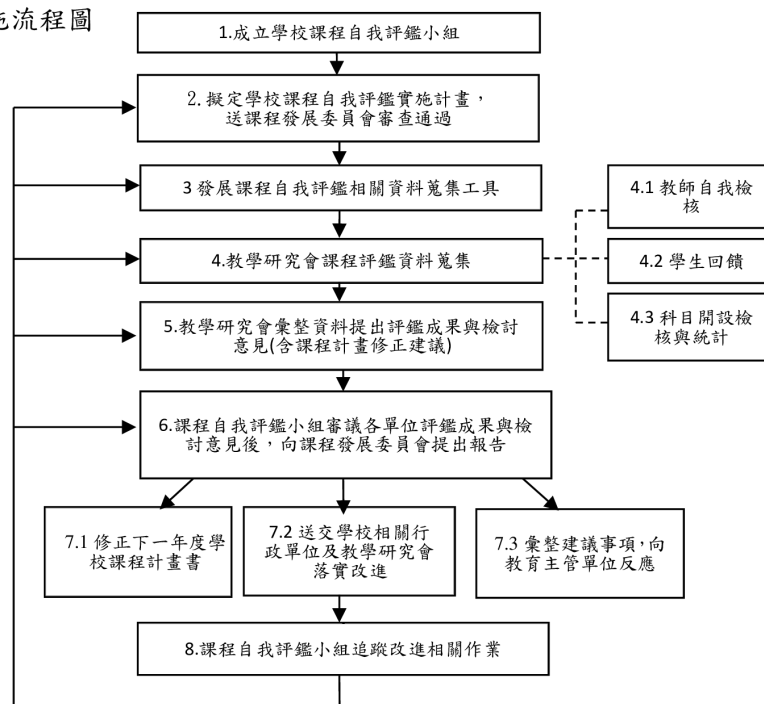 施流程圖
1.成立學校課程自我評鑑小組
2.擬定學校課程自我評鑑實施計畫，
送課程發展委員會審查通過
3 發展課程自我評鑑相關資料蒐集工具
4.教學研究會課程評鑑資料蒐集
4.1 教師自我檢
核
4.2 學生回饋
4.3 科目開設檢
核與統計
5.教學研究會彙整資料提出評鑑成果與檢討
意見(含課程計畫修正建議)
6.課程自我評鑑小組審議各單位評鑑成果與檢
討意見後，向課程發展委員會提出報告
7.1 修正下一年度學
校課程計畫書
7.2 送交學校相關行
政單位及教學研究會
落實改進
7.3 彙整建議事項，向
教育主管單位反應
8.課程自我評鑑小組追蹤改進相關作業